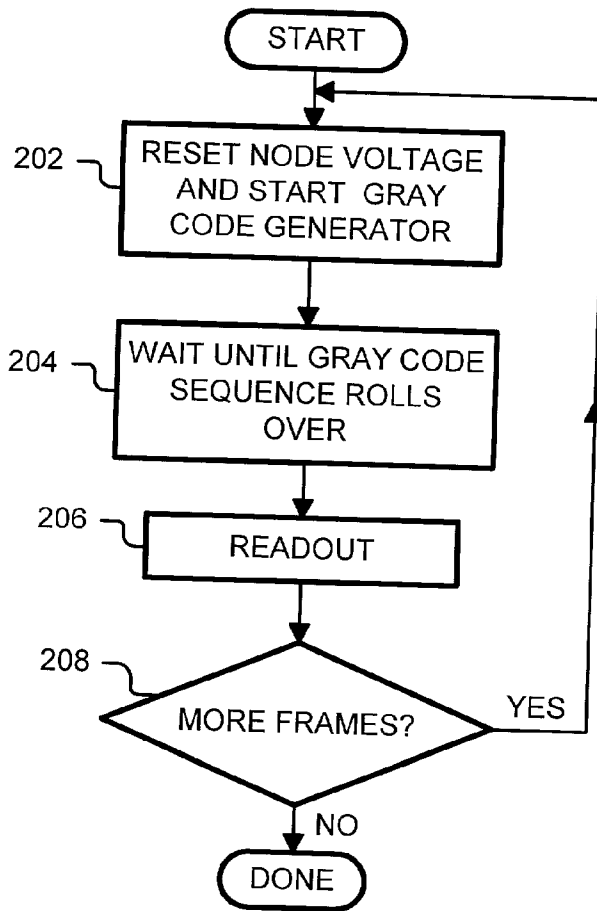 START
202
RESET NODE VOLTAGE
AND START GRAY
CODE GENERATOR
204
WAIT UNTIL GRAY CODE
SEQUENCE ROLLS
OVER
206
READOUT
208
MORE FRAMES?
YES
NO
DONE